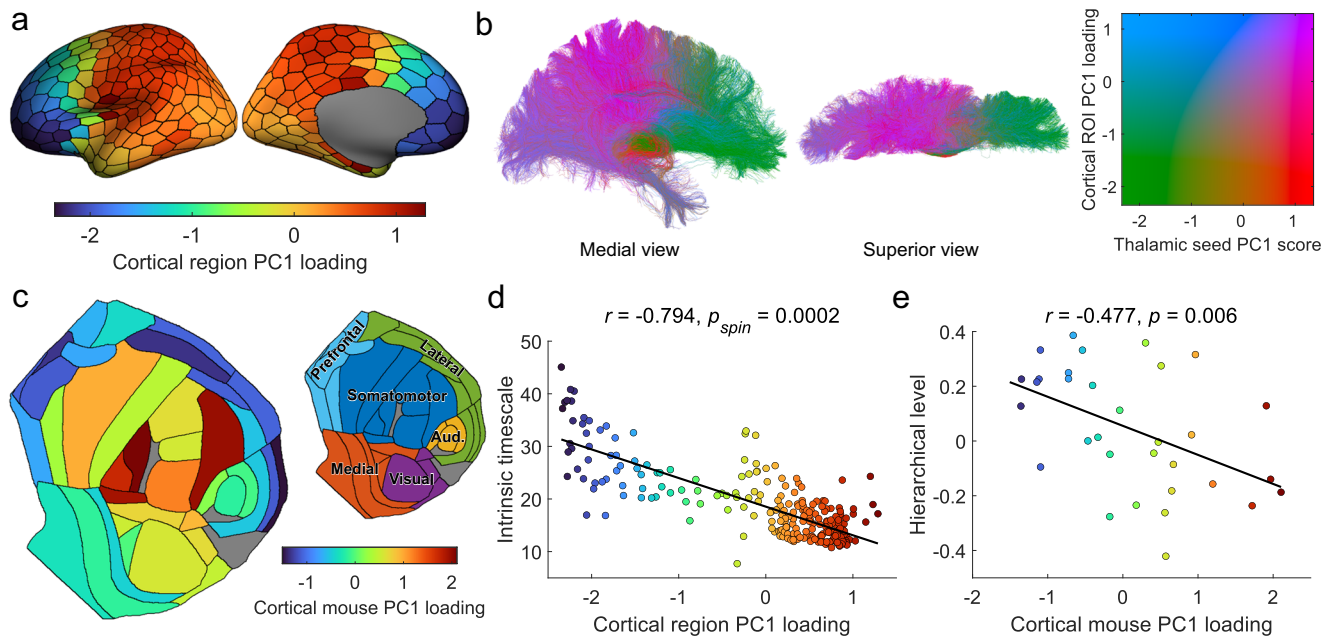 a
-2 -1 0 1
Cortical region PC1 loading
b
Medial view
Superior view
Cortical ROI PC1 loading
1
0
-1
-2
-2 -1 0 1
Thalamic seed PC1 score
c
Prefrontal
Lateral
Somatomotor
Aud.
Medial
Visual
-1 0 1 2
Cortical mouse PC1 loading
d
r = -0.794, pspin = 0.0002
Intrinsic timescale
50
40
30
20
10
-2 -1 0 1
Cortical region PC1 loading
e
r = -0.477, p = 0.006
Hierarchical level
0.4
0.2
0
-0.2
-0.4
-2 -1 0 1 2
Cortical mouse PC1 loading